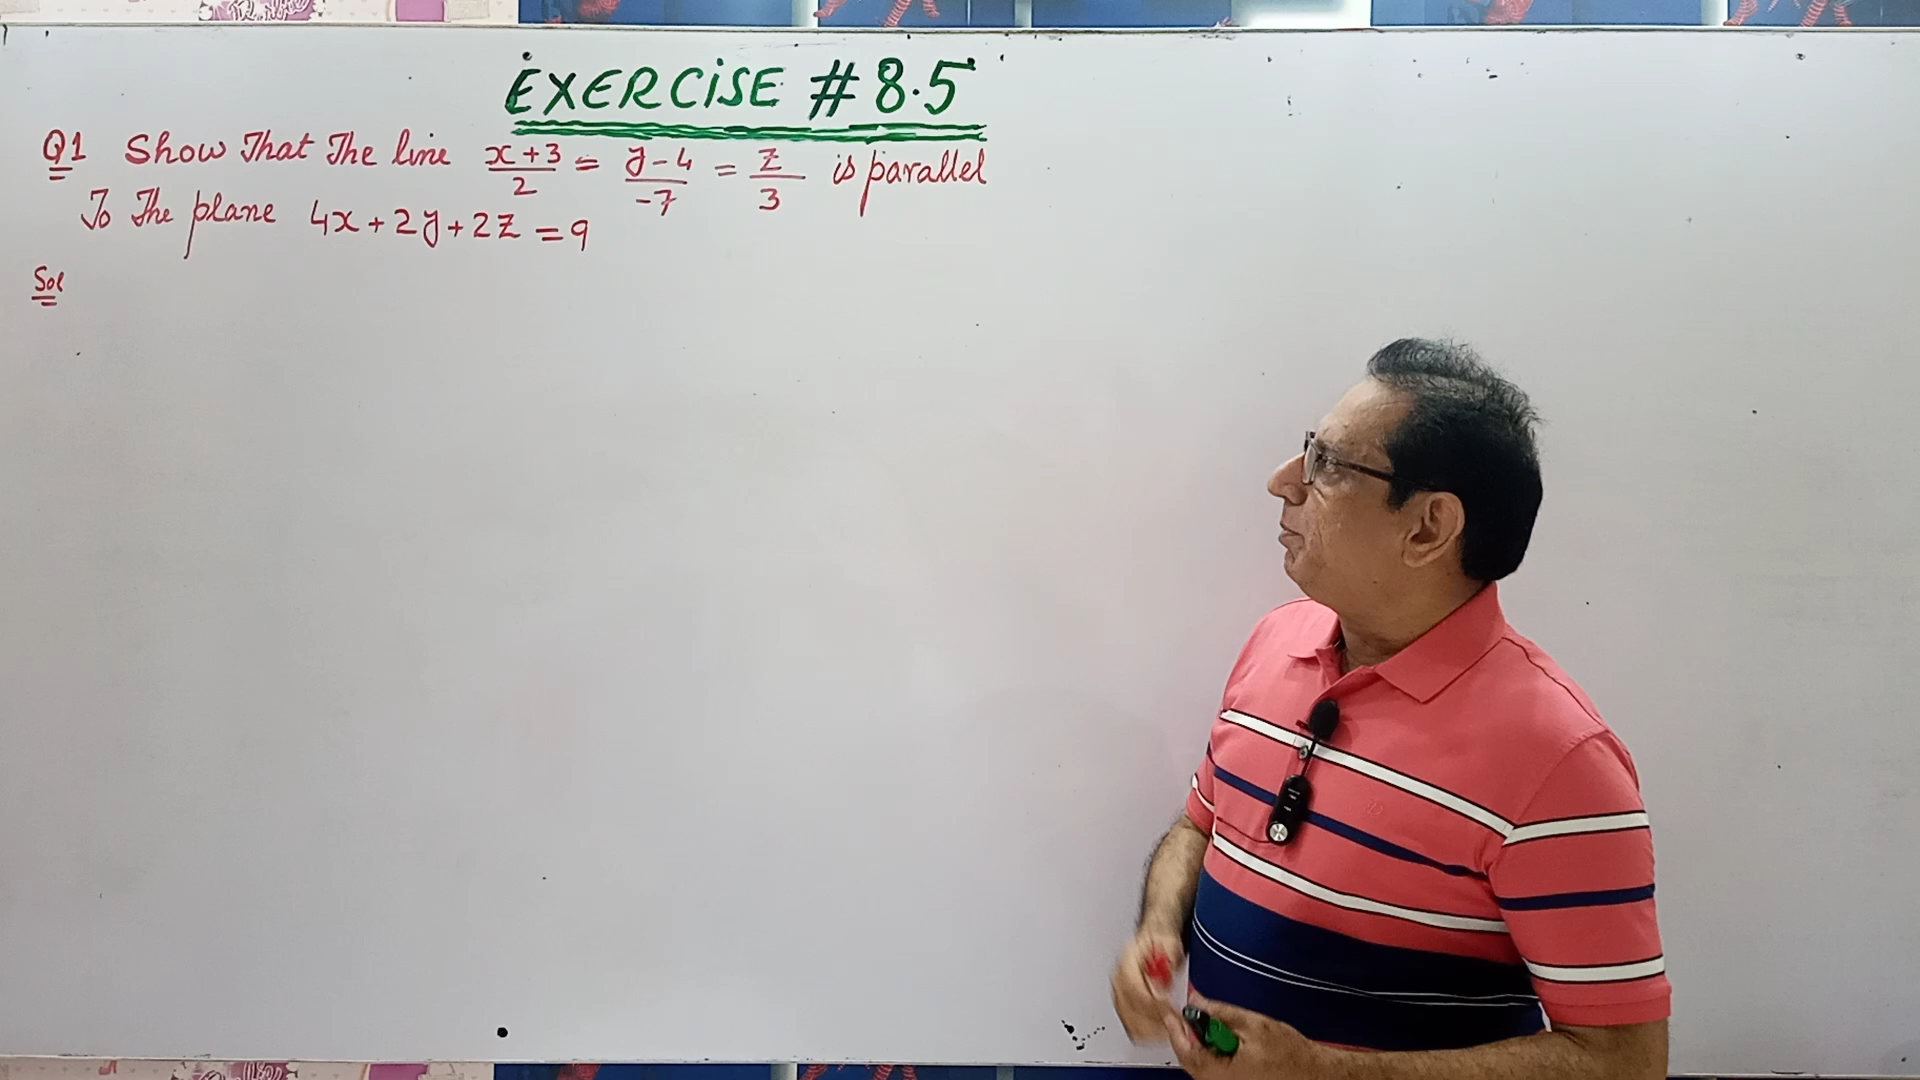 EXERCISE # 8.5
Q1 Show That The line x+3/2 = y-4/-7 = z/3 is parallel
To The plane 4x+2y+2z=9
Sol